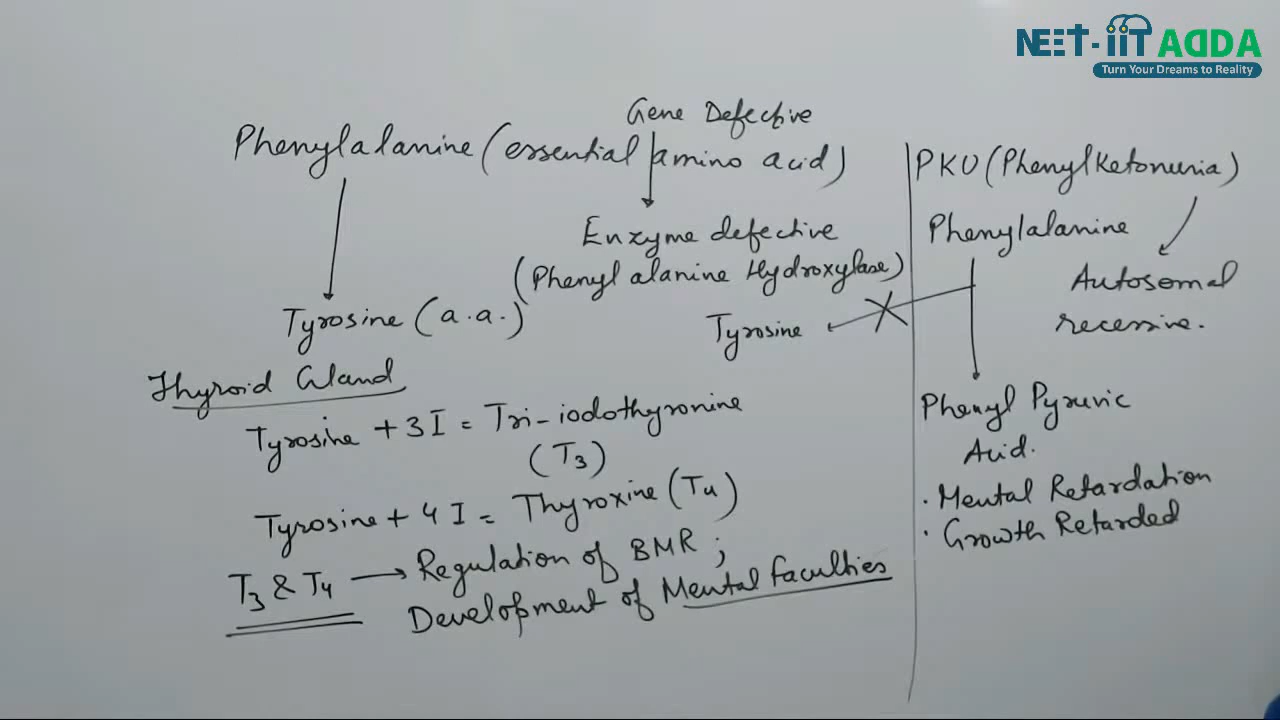 NEET-IIT ADDA
Turn Your Dreams to Reality
Gene Defective
Phenylalanine (essential amino acid)
Enzyme defective
(Phenyl alanine Hydroxylase)
Tyrosine (a.a.)
Thyroid Gland
Tyrosine + 3I = Tri-iodothyronine
(T3)
Tyrosine + 4I = Thyroxine (T4)
T3 & T4 → Regulation of BMR ;
Development of Mental Faculties
PKU (PhenylKetonuria)
Phenylalanine
Autosomal
recessive.
Tyrosine
Phenyl Pyruvic
Acid.
· Mental Retardation
· Growth Retarded